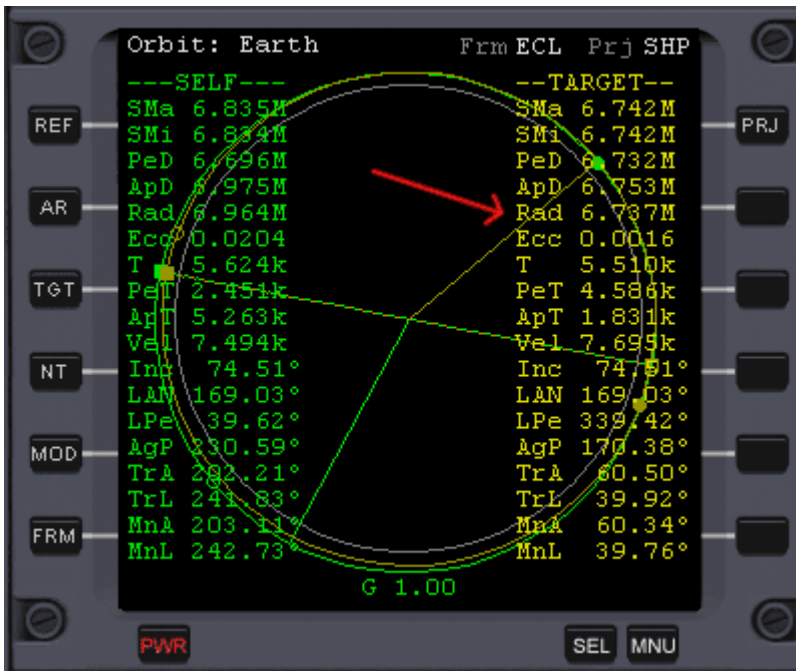 Orbit: Earth Frm ECL Prj SHP
---SELF--- --TARGET--
SMa 6.835M SMa 6.742M
SMi 6.834M SMi 6.742M
PeD 6.696M PeD 6.732M
ApD 6.975M ApD 6.753M
Rad 6.964M Rad 6.737M
Ecc 0.0204 Ecc 0.0016
T 5.624k T 5.510k
PeT 2.451k PeT 4.586k
ApT 5.263k ApT 1.831k
Vel 7.494k Vel 7.695k
Inc 74.51° Inc 74.51°
LAN 169.03° LAN 169.03°
LPe 39.62° LPe 339.42°
AgP 230.59° AgP 170.38°
TrA 202.21° TrA 60.50°
TrL 241.83° TrL 39.92°
MnA 203.11° MnA 60.34°
MnL 242.73° MnL 39.76°
G 1.00
REF
AR
TGT
NT
MOD
FRM
PRJ
PWR SEL MNU